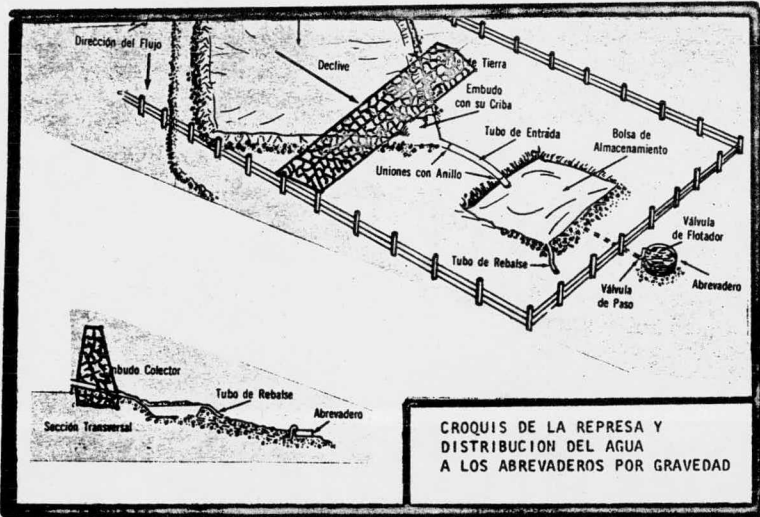 Dirección del Flujo
Declive
de Tierra
Embudo
con su Criba
Tubo de Entrada
Bolsa de
Almacenamiento
Uniones con Anillo
Válvula
de Flotador
Tubo de Rebalse
Válvula
de Paso
Abrevadero
Embudo Colector
Tubo de Rebalse
Abrevadero
Sección Transversal
CROQUIS DE LA REPRESA Y
DISTRIBUCION DEL AGUA
A LOS ABREVADEROS POR GRAVEDAD